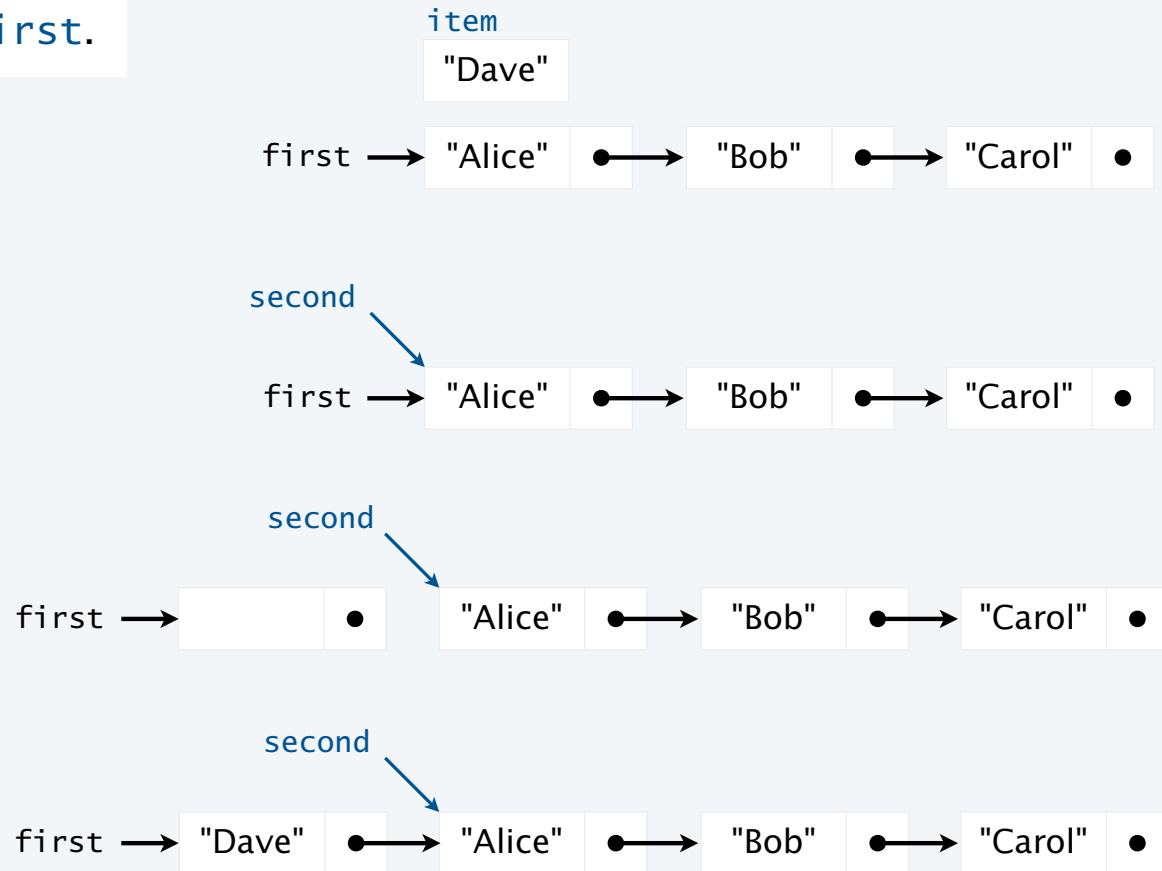 irst.
item
"Dave"
first "Alice" "Bob" "Carol"
second
first "Alice" "Bob" "Carol"
second
first "Alice" "Bob" "Carol"
second
first "Dave" "Alice" "Bob" "Carol"